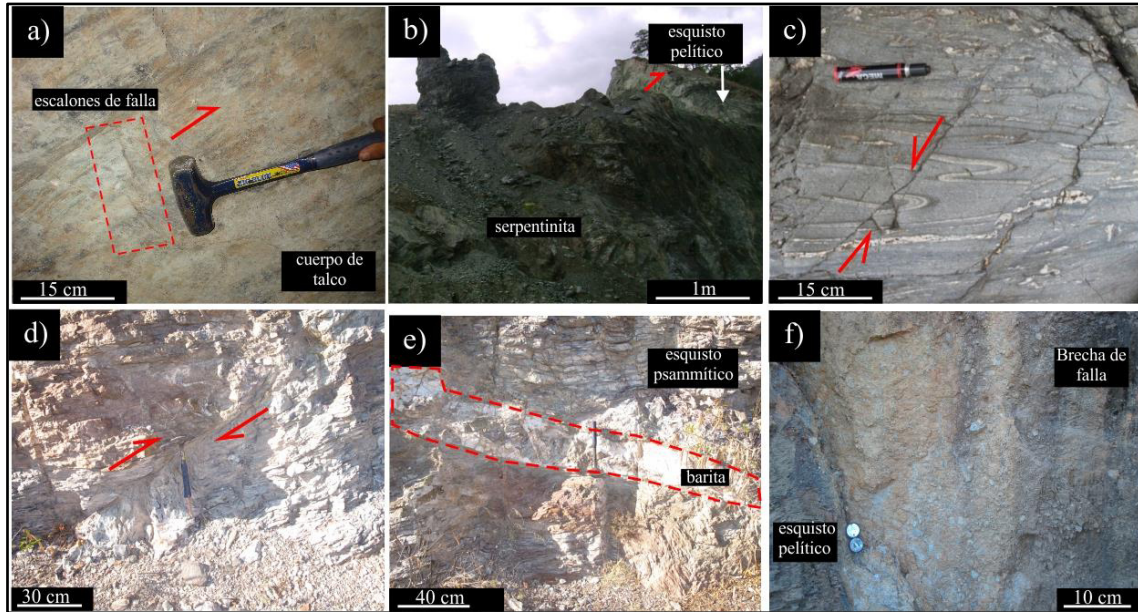 a)
escalones de falla
cuerpo de
talco
15 cm
b)
esquisto
pelítico
serpentinita
1m
c)
15 cm
d)
30 cm
e)
esquisto
psammítico
barita
40 cm
f)
Brecha de
falla
esquisto
pelítico
10 cm